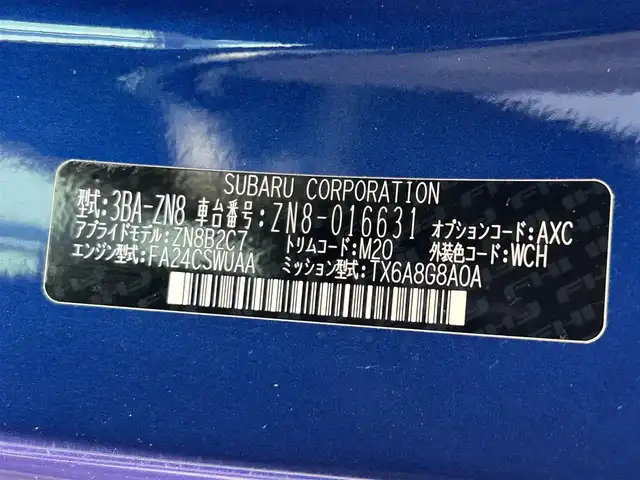 SUBARU CORPORATION
型式:3BA-ZN8 車台番号:ZN8-016631 オプションコード:AXC
アプライドモデル:ZN8B2C7 トリムコード:M20 外装色コード:WCH
エンジン型式:FA24CSWUAA ミッション型式:TX6A8G8A0A